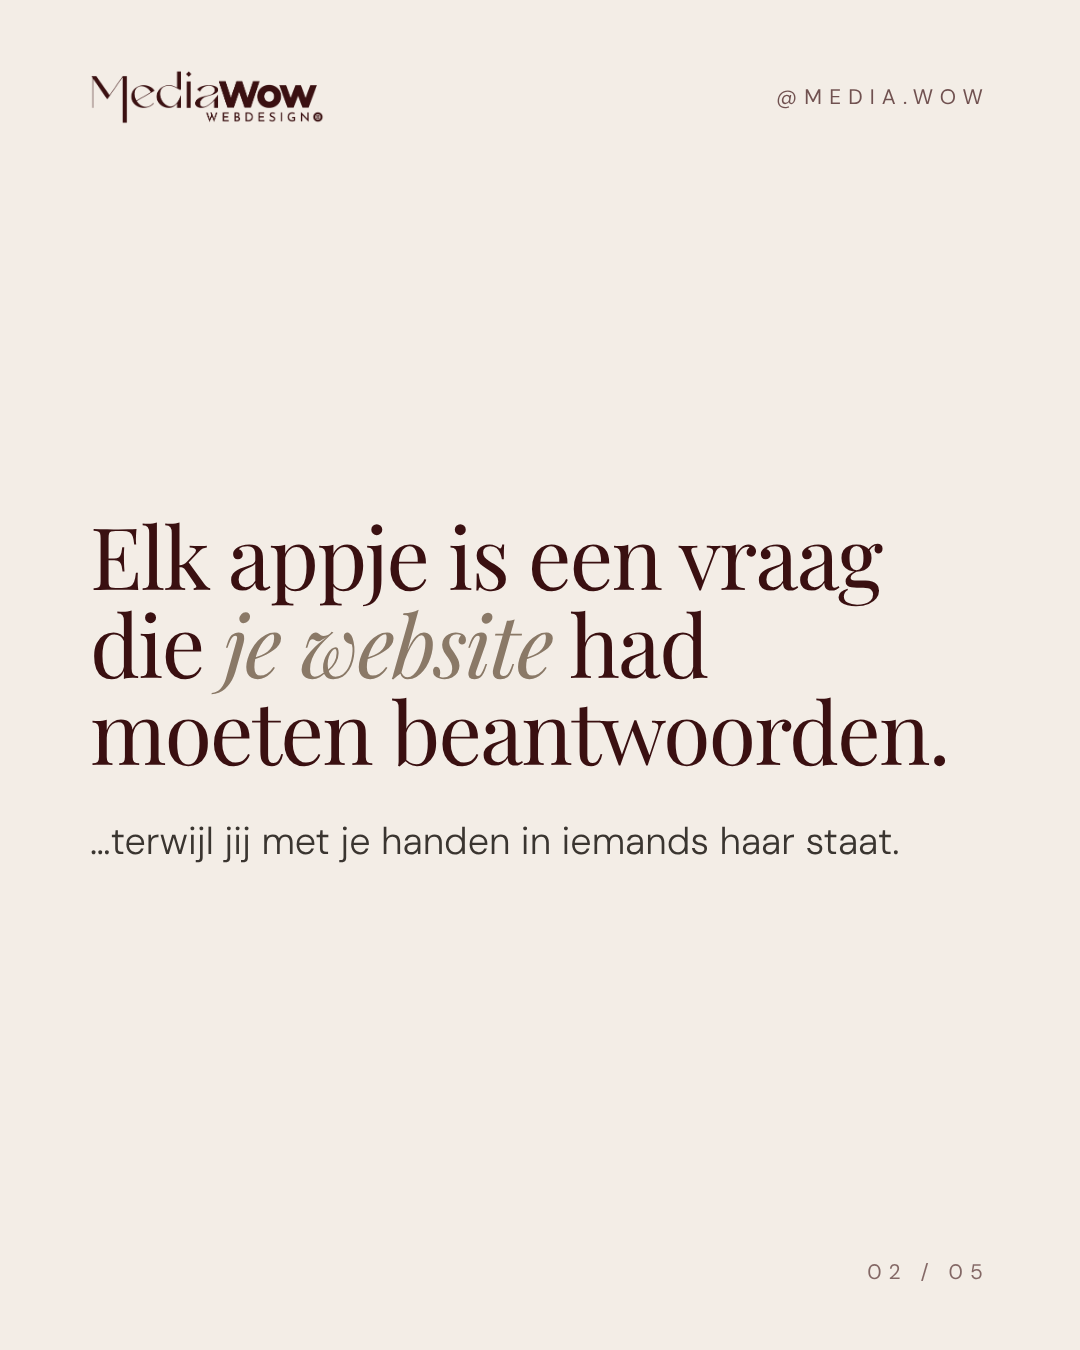 MediaWow
WEBDESIGN
@MEDIA.WOW
Elk appje is een vraag
die je website had
moeten beantwoorden.
...terwijl jij met je handen in iemands haar staat.
02 / 05